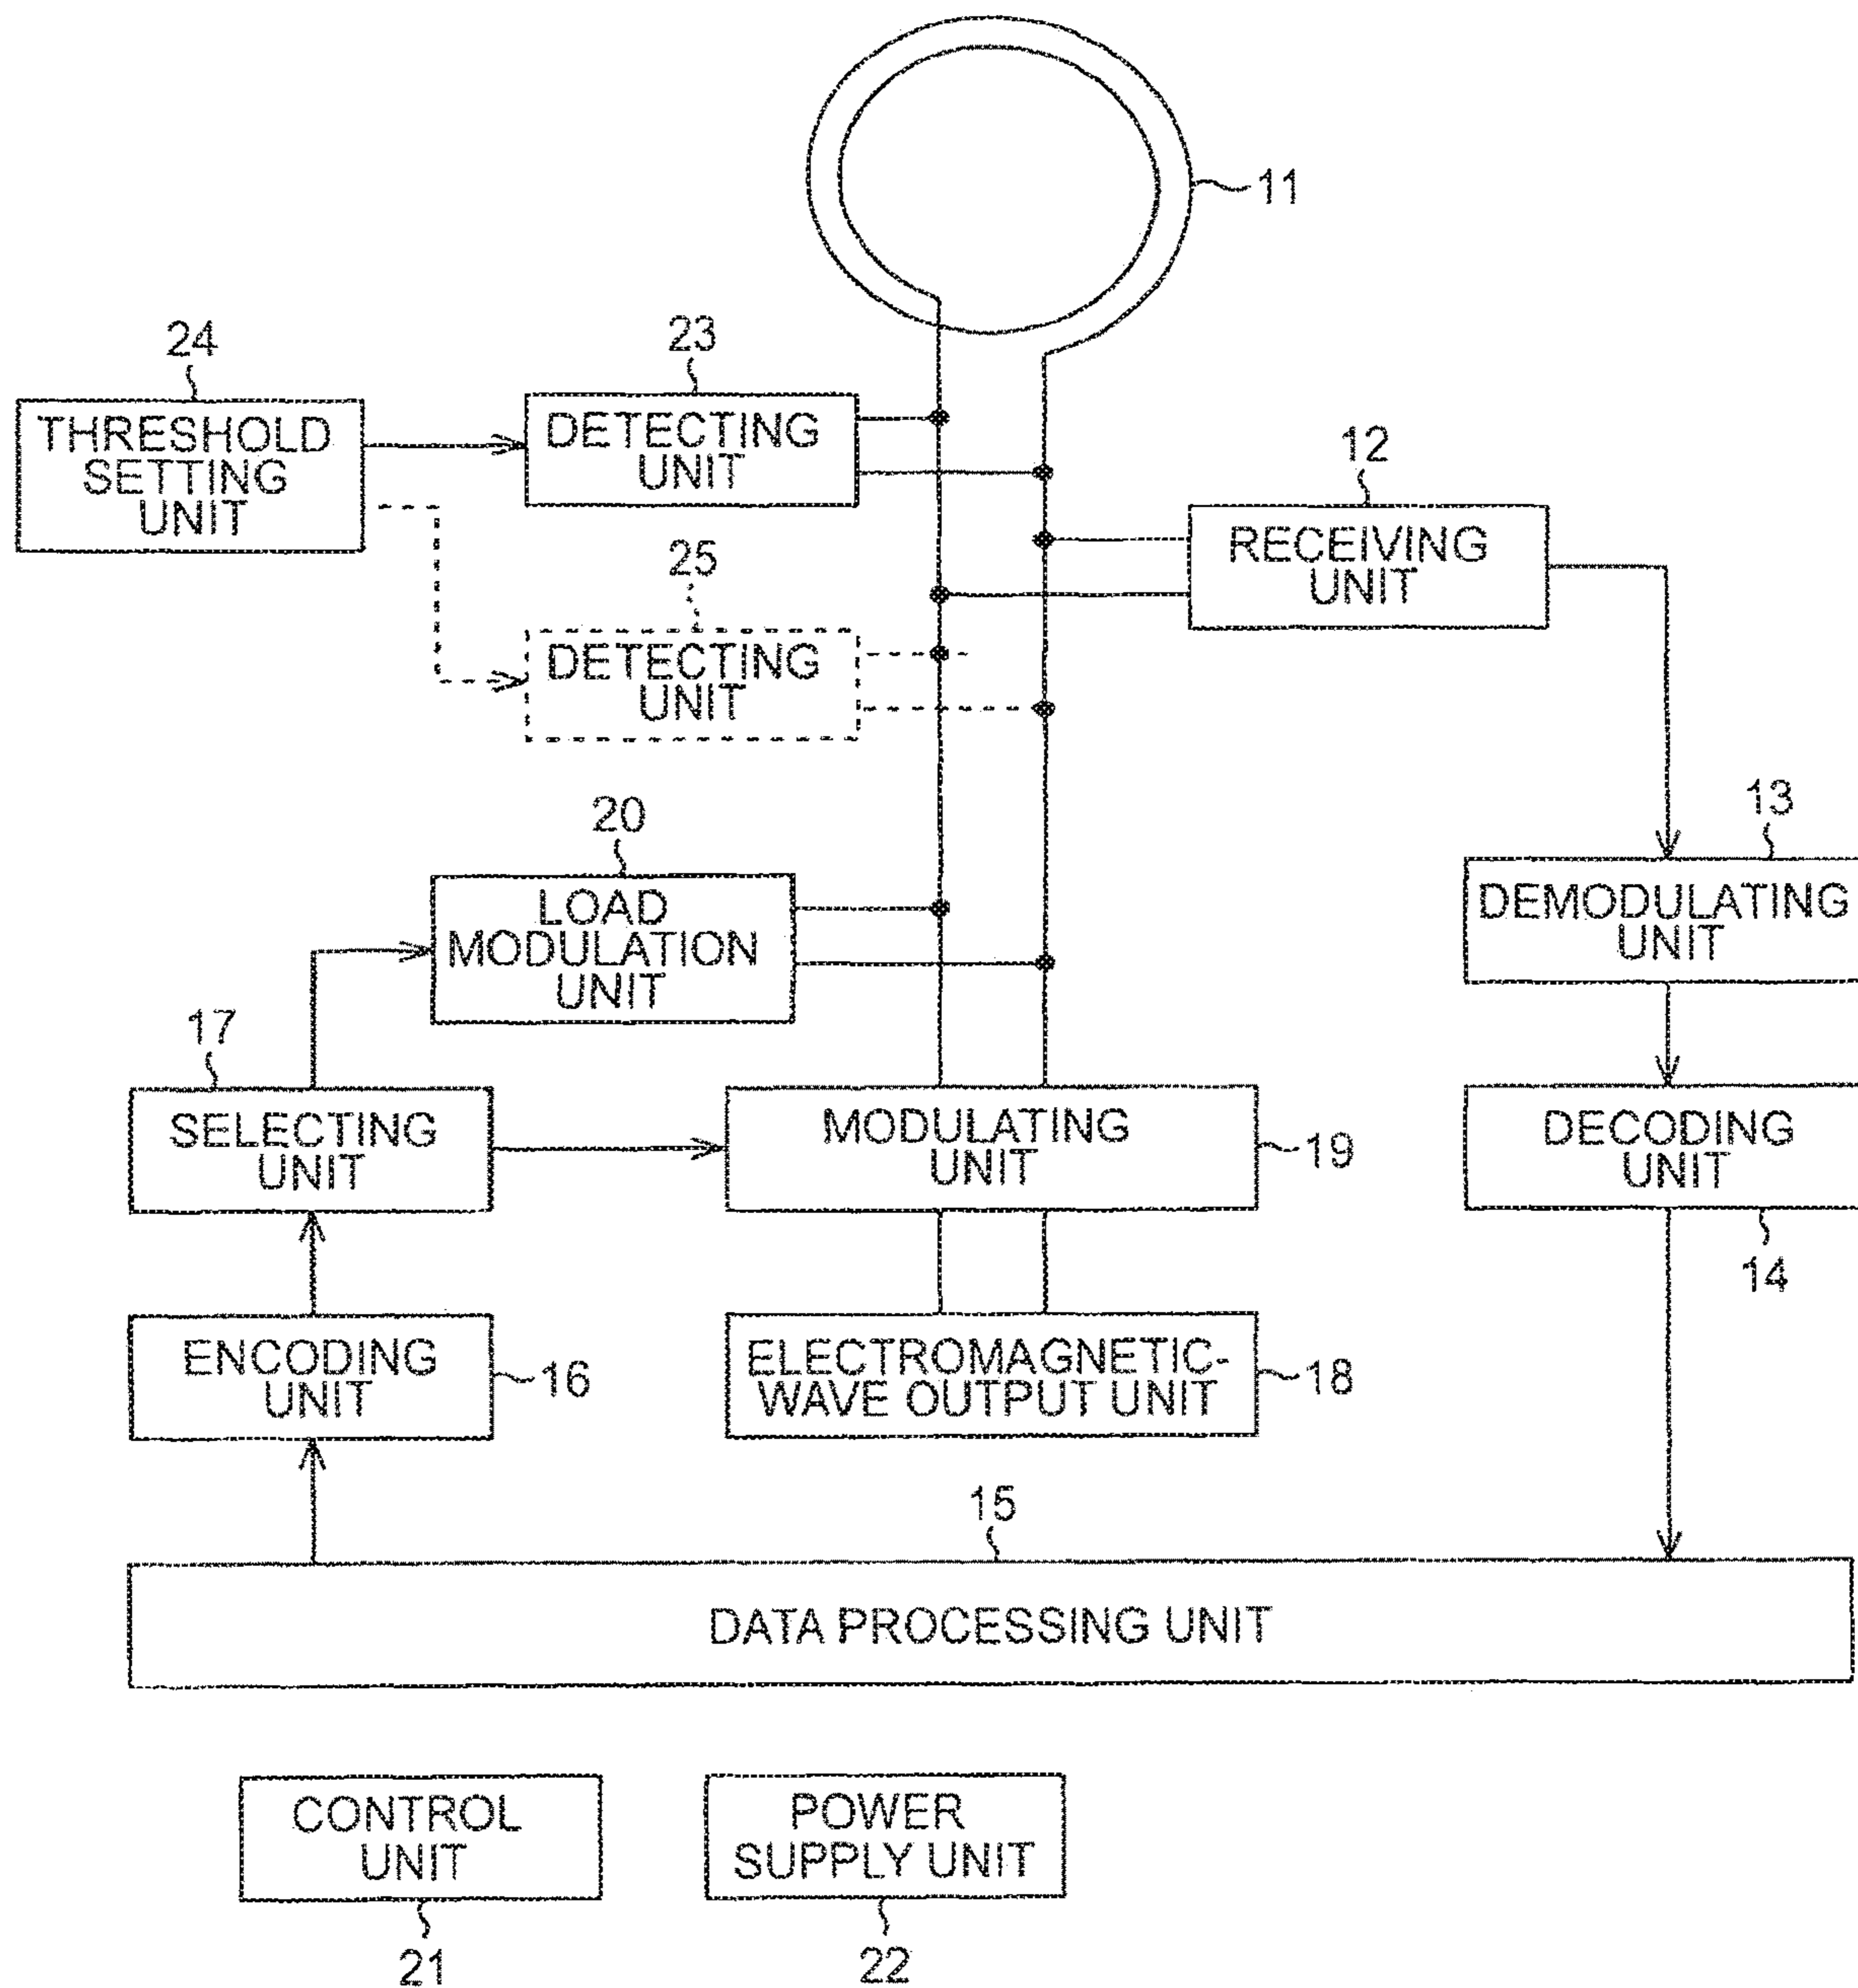 11
24
23
THRESHOLD
SETTING
UNIT
DETECTING
UNIT
12
RECEIVING
UNIT
25
DETECTING
UNIT
20
LOAD
MODULATION
UNIT
13
DEMODULATING
UNIT
17
SELECTING
UNIT
MODULATING
UNIT
19
DECODING
UNIT
14
ENCODING
UNIT
16
ELECTROMAGNETIC-
WAVE OUTPUT UNIT
18
15
DATA PROCESSING UNIT
CONTROL
UNIT
21
POWER
SUPPLY UNIT
22